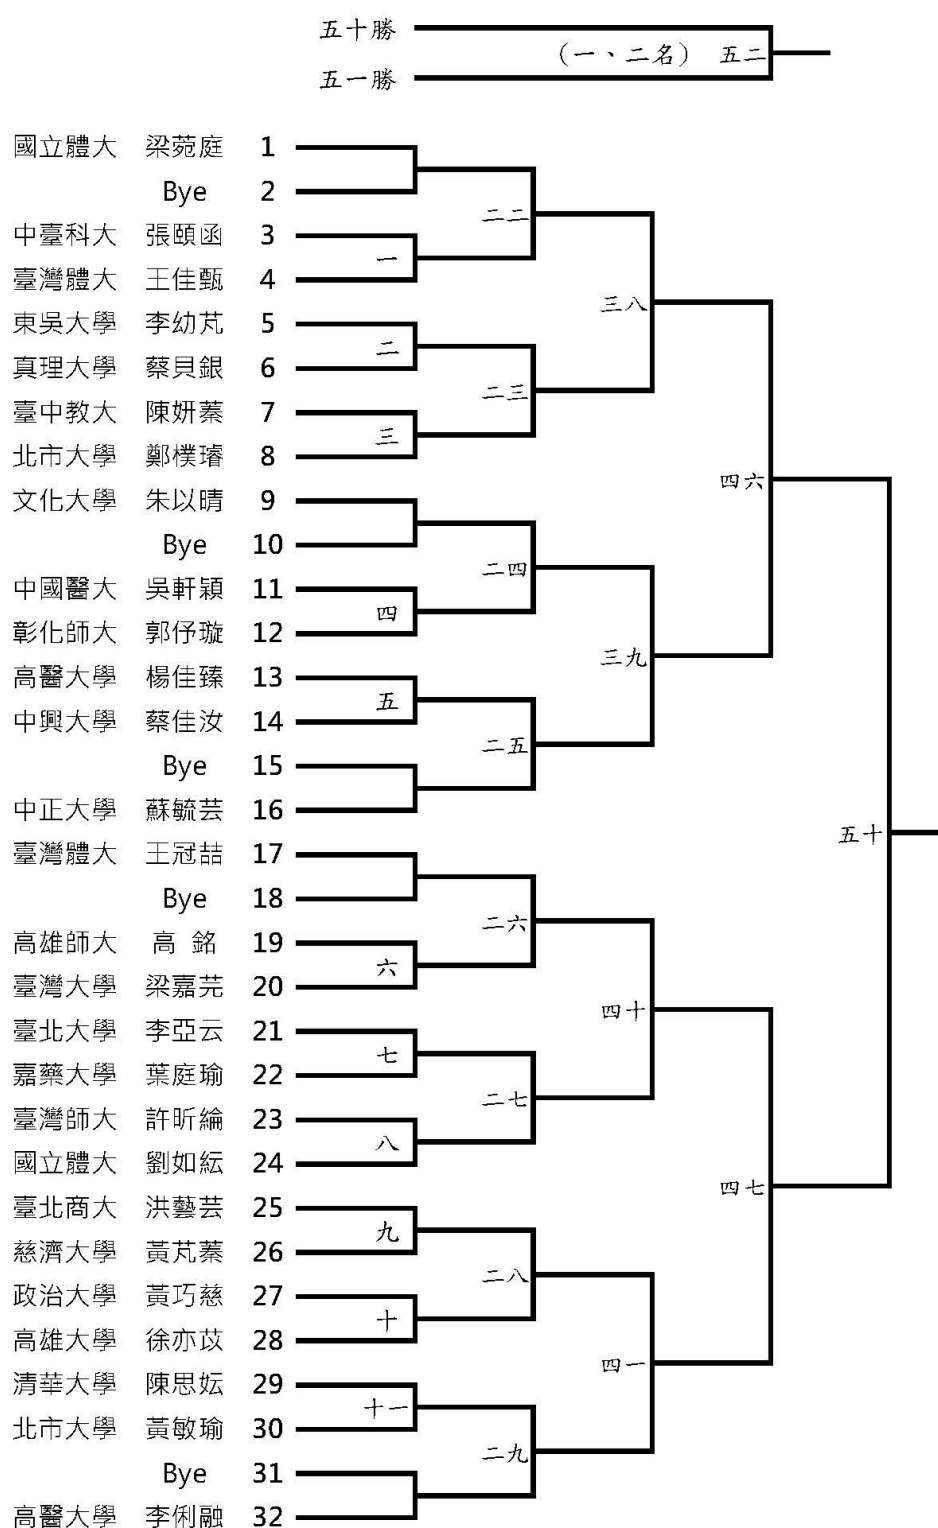 五十勝
(一、二名) 五二
五一勝
國立體大 梁菀庭 1
Bye 2
二二
中臺科大 張頤函 3
一
臺灣體大 王佳甄 4
三八
東吳大學 李幼芃 5
二
真理大學 蔡貝銀 6
二三
臺中教大 陳妍蓁 7
三
北市大學 鄭樸璿 8
四六
文化大學 朱以晴 9
Bye 10
二四
中國醫大 吳軒穎 11
四
彰化師大 郭伃璇 12
三九
高醫大學 楊佳臻 13
五
中興大學 蔡佳汝 14
二五
Bye 15
中正大學 蘇毓芸 16
五十
臺灣體大 王冠喆 17
Bye 18
二六
高雄師大 高 銘 19
六
臺灣大學 梁嘉芫 20
四十
臺北大學 李亞云 21
七
嘉藥大學 葉庭瑜 22
二七
臺灣師大 許昕綸 23
八
國立體大 劉如紜 24
四七
臺北商大 洪藝芸 25
九
慈濟大學 黃芃蓁 26
二八
政治大學 黃巧慈 27
十
高雄大學 徐亦苡 28
四一
清華大學 陳思妘 29
十一
北市大學 黃敏瑜 30
二九
Bye 31
高醫大學 李俐融 32